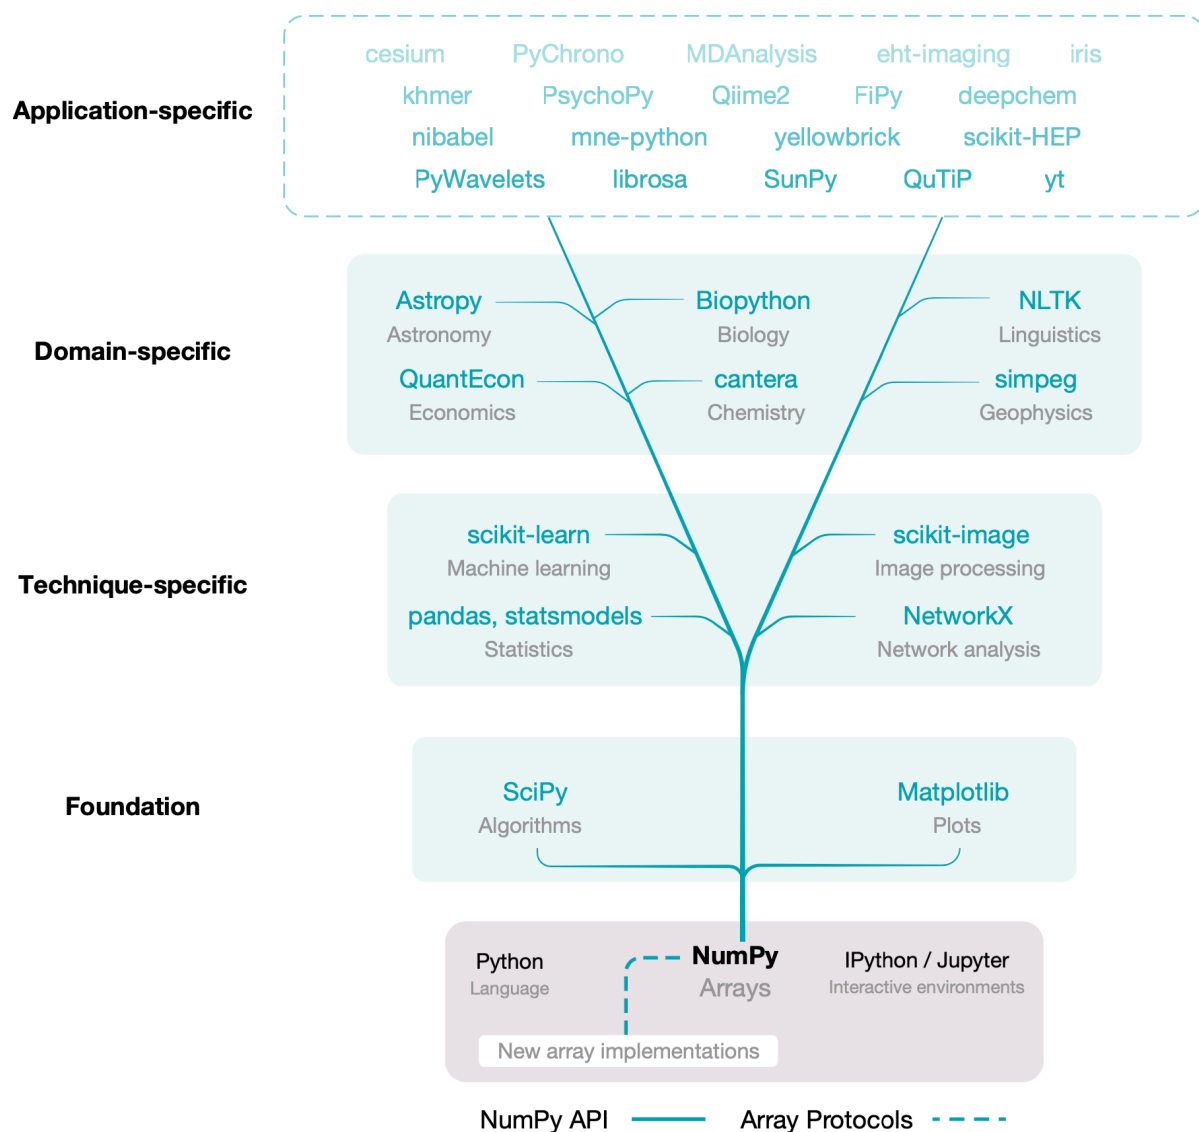 cesium PyChrono MDAnalysis eht-imaging iris
Application-specific
khmer PsychoPy Qiime2 FiPy deepchem
nibabel mne-python yellowbrick scikit-HEP
PyWavelets librosa SunPy QuTiP yt
Astropy Biopython NLTK
Astronomy Biology Linguistics
Domain-specific
QuantEcon cantera simpeg
Economics Chemistry Geophysics
scikit-learn scikit-image
Machine learning Image processing
Technique-specific
pandas, statsmodels NetworkX
Statistics Network analysis
SciPy Matplotlib
Foundation
Algorithms Plots
Python NumPy IPython / Jupyter
Language Arrays Interactive environments
New array implementations
NumPy API Array Protocols